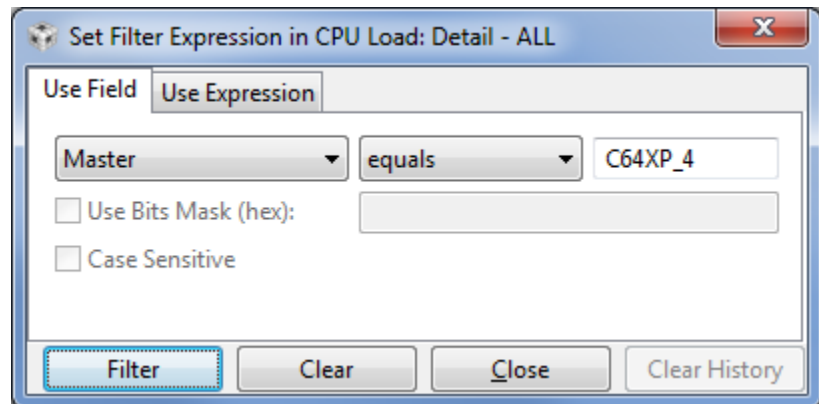 Set Filter Expression in CPU Load: Detail - ALL
Use Field Use Expression
Master equals C64XP_4
Use Bits Mask (hex):
Case Sensitive
Filter Clear Close Clear History